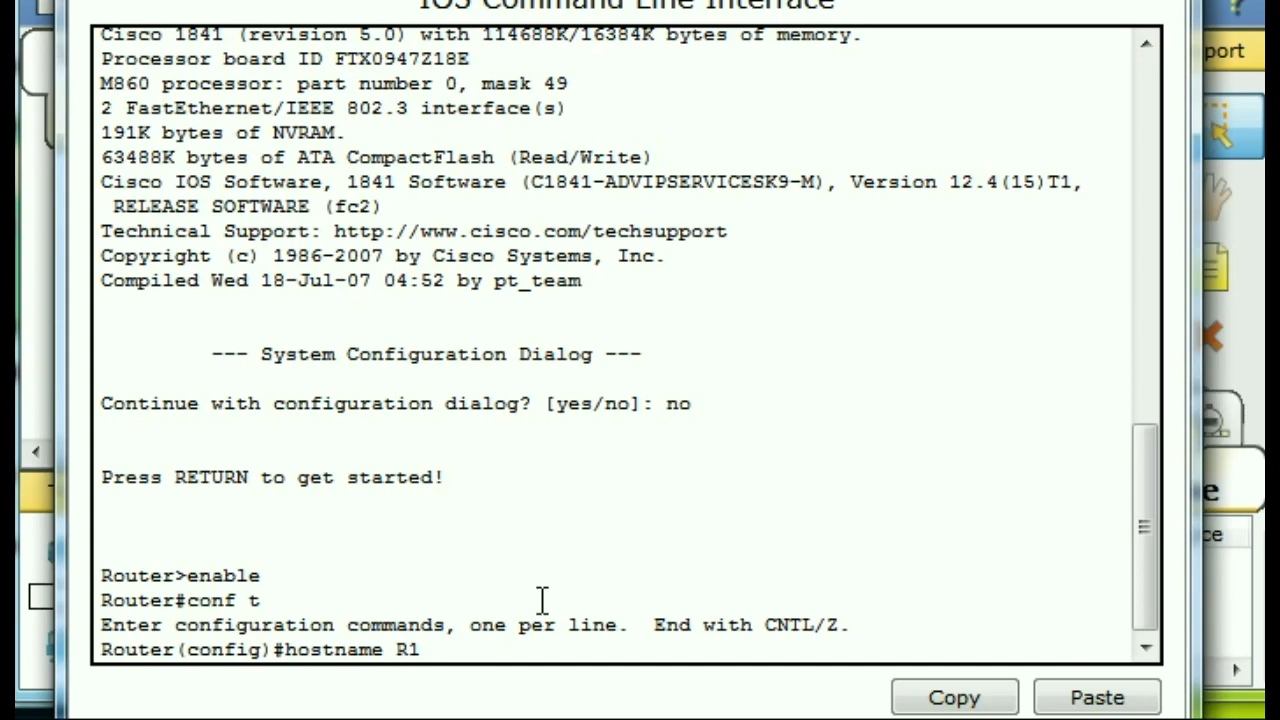 IOS Command Line Interface
Cisco 1841 (revision 5.0) with 114688K/16384K bytes of memory.
Processor board ID FTX0947Z18E
M860 processor: part number 0, mask 49
2 FastEthernet/IEEE 802.3 interface(s)
191K bytes of NVRAM.
63488K bytes of ATA CompactFlash (Read/Write)
Cisco IOS Software, 1841 Software (C1841-ADVIPSERVICESK9-M), Version 12.4(15)T1,
RELEASE SOFTWARE (fc2)
Technical Support: http://www.cisco.com/techsupport
Copyright (c) 1986-2007 by Cisco Systems, Inc.
Compiled Wed 18-Jul-07 04:52 by pt_team
--- System Configuration Dialog ---
Continue with configuration dialog? [yes/no]: no
Press RETURN to get started!
Router>enable
Router#conf t
Enter configuration commands, one per line.  End with CNTL/Z.
Router(config)#hostname R1
Copy Paste
port
e
ce